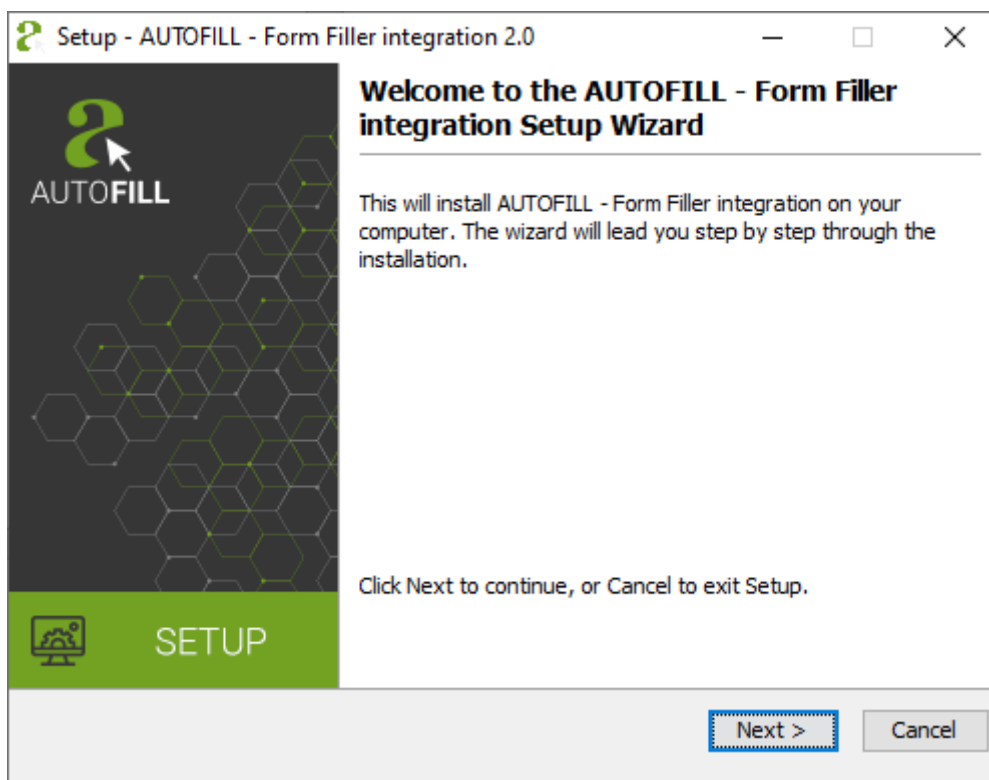 Setup - AUTOFILL - Form Filler integration 2.0
AUTOFILL
Welcome to the AUTOFILL - Form Filler
integration Setup Wizard
This will install AUTOFILL - Form Filler integration on your
computer. The wizard will lead you step by step through the
installation.
Click Next to continue, or Cancel to exit Setup.
SETUP
Next >
Cancel